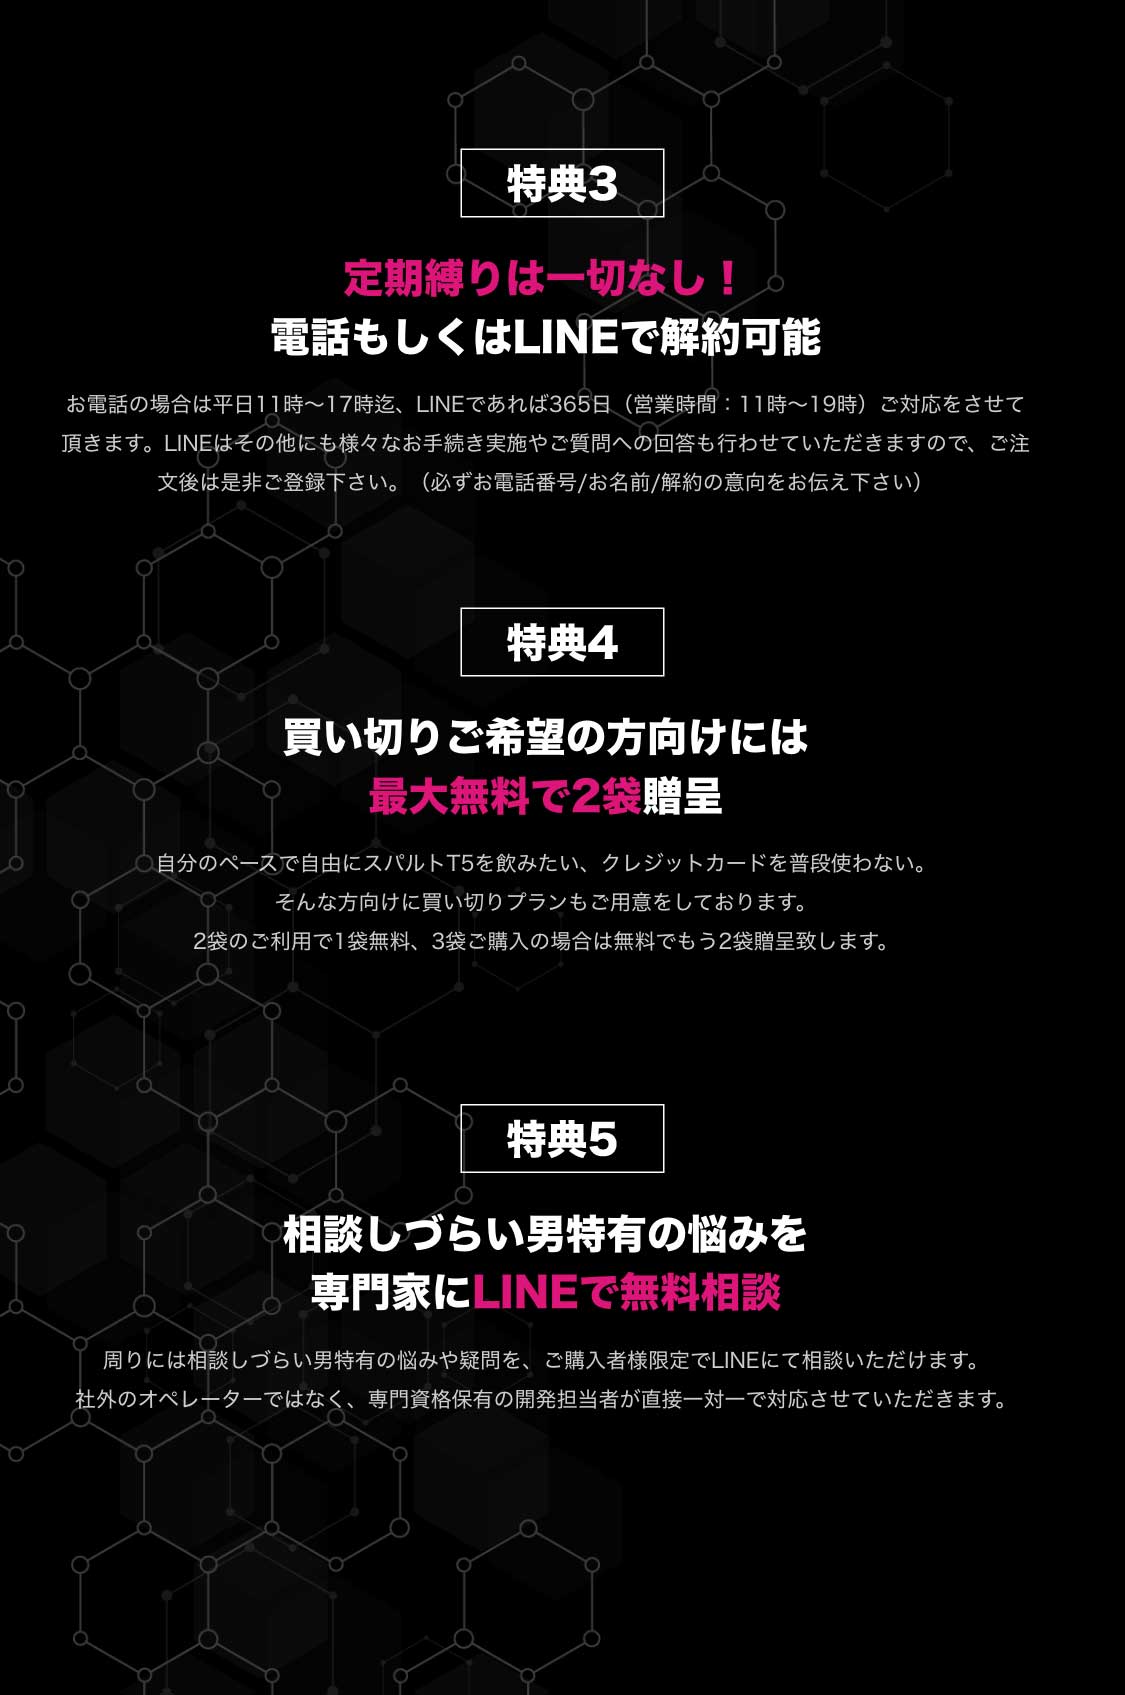 特典3
定期縛りは一切なし！
電話もしくはLINEで解約可能
お電話の場合は平日11時〜17時迄、LINEであれば365日（営業時間：11時〜19時）ご対応をさせて
頂きます。LINEはその他にも様々なお手続き実施やご質問への回答も行わせていただきますので、ご注
文後は是非ご登録下さい。（必ずお電話番号/お名前/解約の意向をお伝え下さい）
特典4
買い切りご希望の方向けには
最大無料で2袋贈呈
自分のペースで自由にスパルトT5を飲みたい、クレジットカードを普段使わない。
そんな方向けに買い切りプランもご用意をしております。
2袋のご利用で1袋無料、3袋ご購入の場合は無料でもう2袋贈呈致します。
特典5
相談しづらい男特有の悩みを
専門家にLINEで無料相談
周りには相談しづらい男特有の悩みや疑問を、ご購入者様限定でLINEにて相談いただけます。
社外のオペレーターではなく、専門資格保有の開発担当者が直接一対一で対応させていただきます。